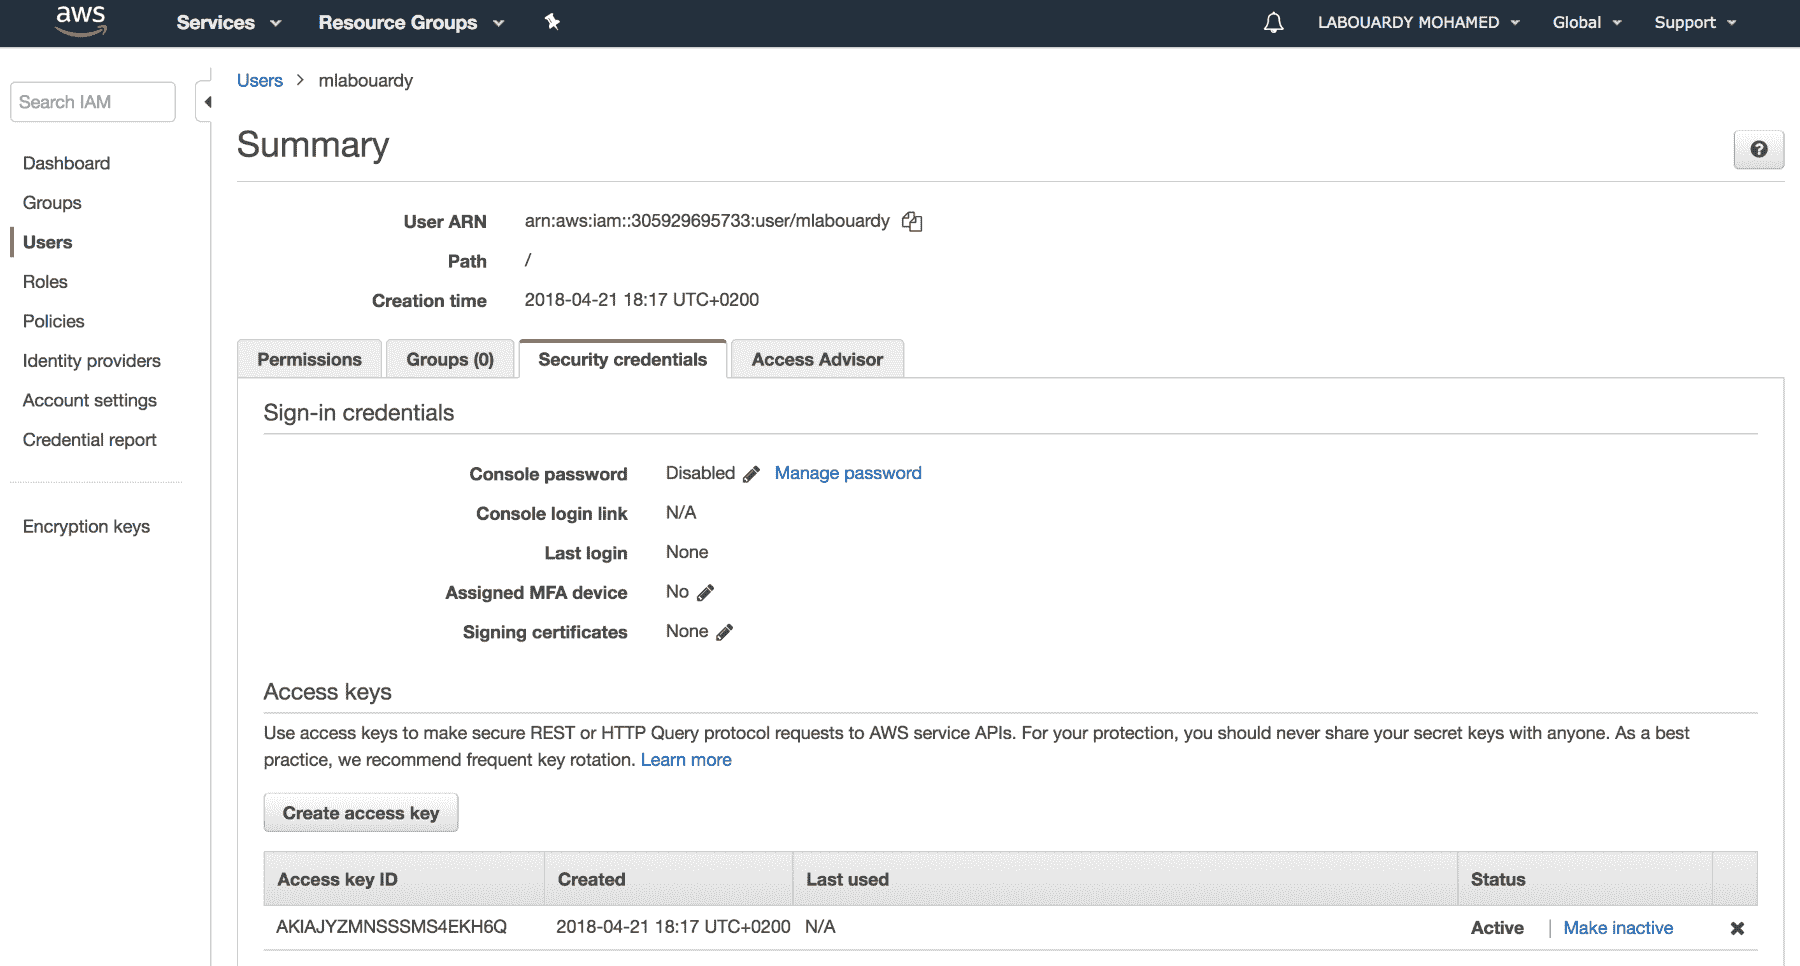 aws Services Resource Groups LABOUARDY MOHAMED Global Support
Search IAM
Dashboard
Groups
Users
Roles
Policies
Identity providers
Account settings
Credential report
Encryption keys
Users > mlabouardy
Summary
User ARN arn:aws:iam::305929695733:user/mlabouardy
Path /
Creation time 2018-04-21 18:17 UTC+0200
Permissions Groups (0) Security credentials Access Advisor
Sign-in credentials
Console password Disabled Manage password
Console login link N/A
Last login None
Assigned MFA device No
Signing certificates None
Access keys
Use access keys to make secure REST or HTTP Query protocol requests to AWS service APIs. For your protection, you should never share your secret keys with anyone. As a best
practice, we recommend frequent key rotation. Learn more
Create access key
Access key ID Created Last used Status
AKIAJYZMNSSSMS4EKH6Q 2018-04-21 18:17 UTC+0200 N/A Active | Make inactive